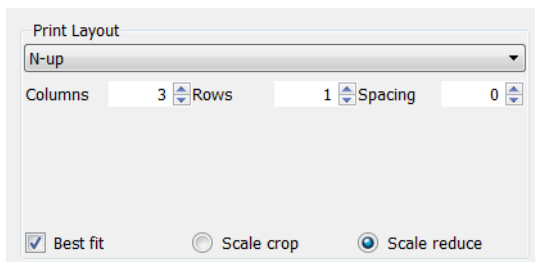 Print Layout
N-up
Columns 3 Rows 1 Spacing 0
Best fit Scale crop Scale reduce